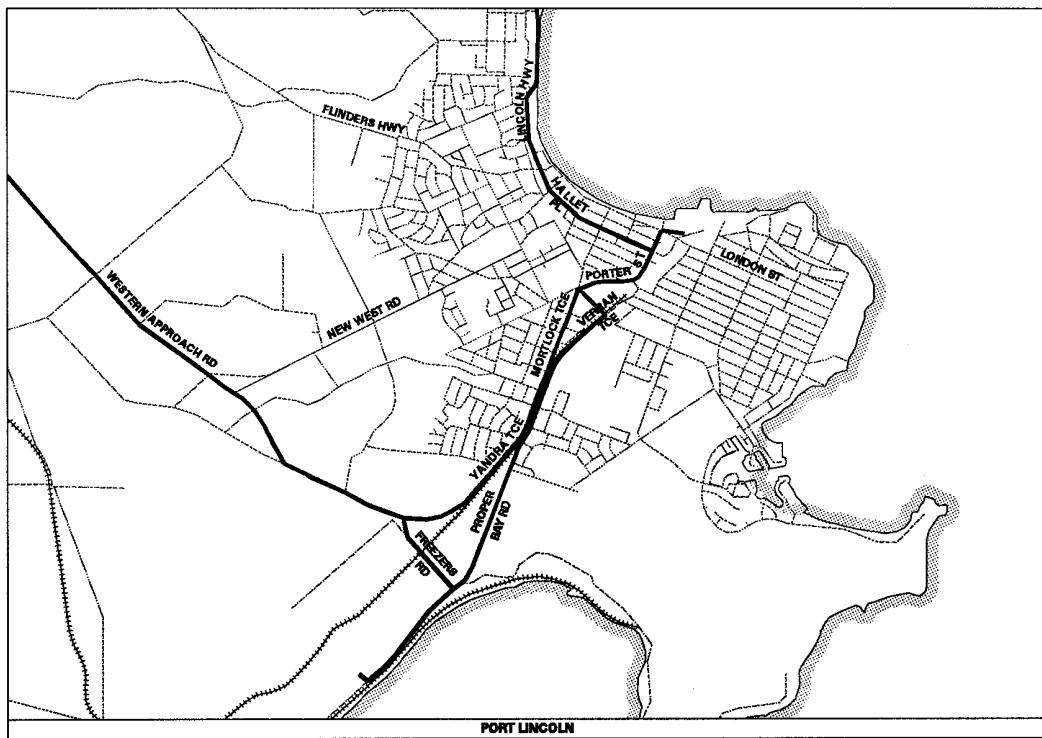 LINCOLN HWY
FLINDERS HWY
HALLET
PL
LONDON ST
PORTER ST
WESTERN APPROACH RD
NEW WEST RD
MORTLOCK TCE
VERRAN
TCE
YANDRA TCE
PROPER
BAY RD
FREEZERS
RD
PORT LINCOLN